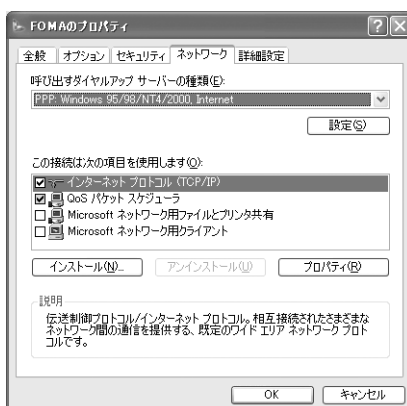 FOMAのプロパティ
全般 オプション セキュリティ ネットワーク 詳細設定
呼び出すダイヤルアップ サーバーの種類(E):
PPP: Windows 95/98/NT4/2000, Internet
設定(S)
この接続は次の項目を使用します(O):
インターネット プロトコル (TCP/IP)
QoS パケット スケジューラ
Microsoft ネットワーク用ファイルとプリンタ共有
Microsoft ネットワーク用クライアント
インストール(N)... アンインストール(U) プロパティ(R)
説明
伝送制御プロトコル/インターネット プロトコル。相互接続されたさまざまな
ネットワーク間の通信を提供する、既定のワイド エリア ネットワーク プロト
コルです。
OK キャンセル